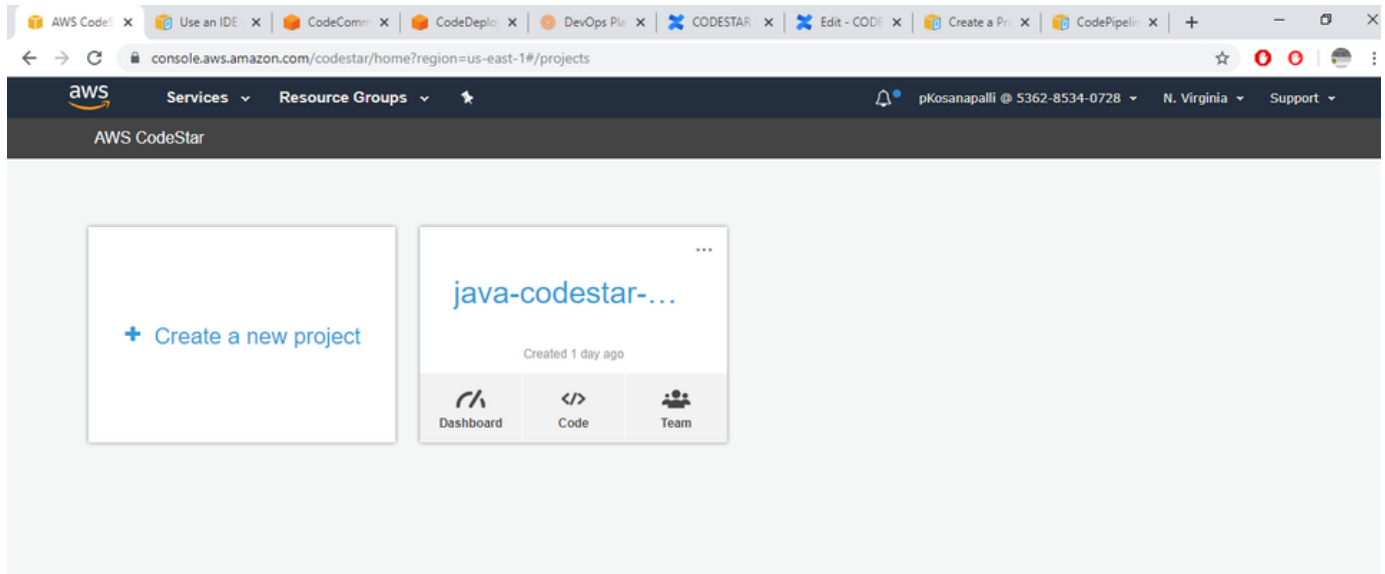 AWS CodeS
Use an IDE
CodeComm
CodeDeploy
DevOps Pla
CODESTAR
Edit - CODE
Create a Pro
CodePipelin
console.aws.amazon.com/codestar/home?region=us-east-1#/projects
aws
Services
Resource Groups
pKosanapalli @ 5362-8534-0728
N. Virginia
Support
AWS CodeStar
+ Create a new project
...
java-codestar-...
Created 1 day ago
Dashboard
</>
Code
Team